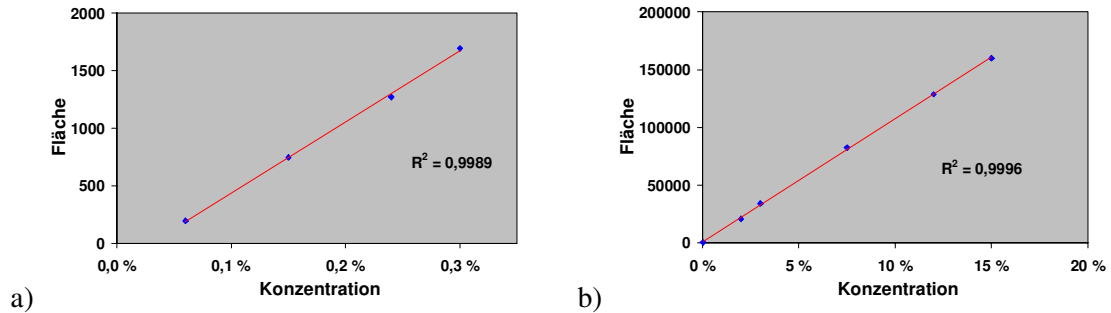 2000
1500
1000
500
0
Fläche
R² = 0,9989
0,0 %
0,1 %
0,2 %
0,3 %
Konzentration
a)
200000
150000
100000
50000
0
Fläche
R² = 0,9996
0 %
5 %
10 %
15 %
20 %
Konzentration
b)